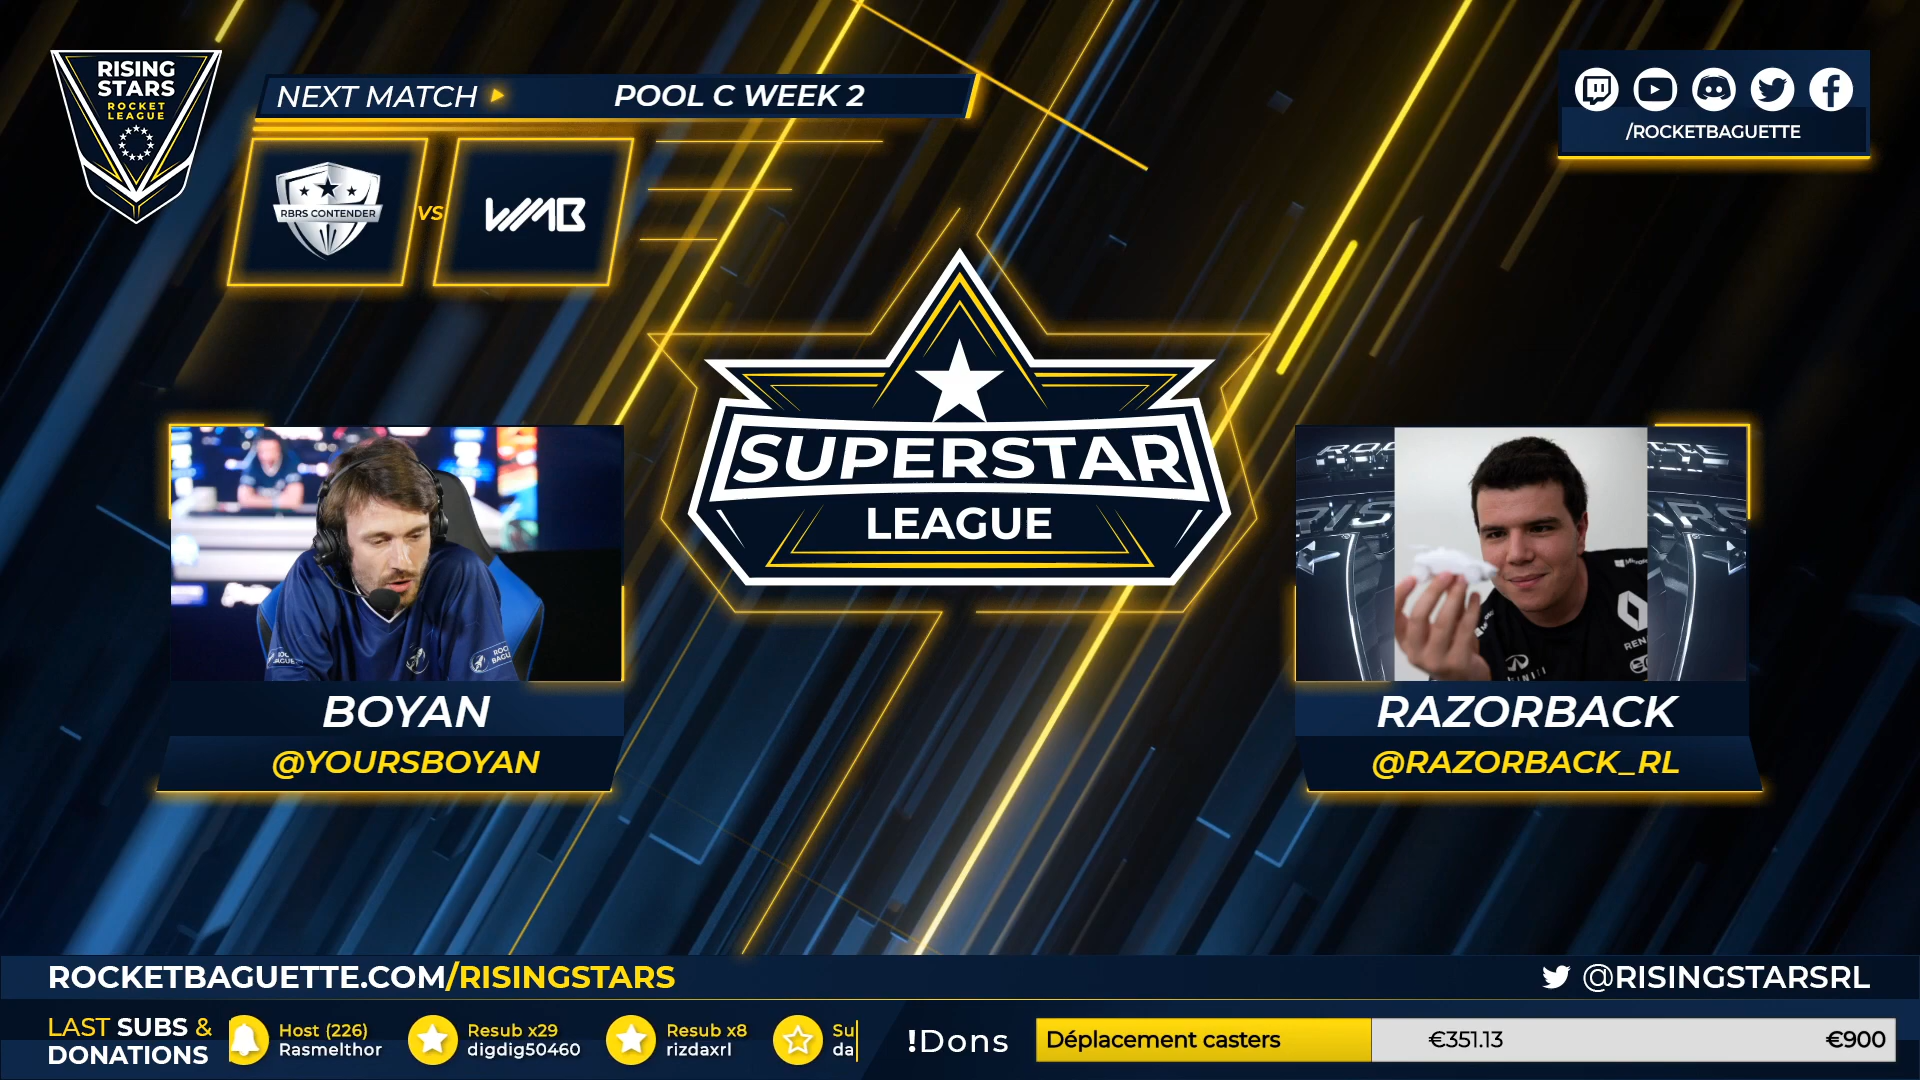 RISING
STARS
ROCKET
LEAGUE
NEXT MATCH
POOL C WEEK 2
RBRS CONTENDER
VS
WMB
/ROCKETBAGUETTE
SUPERSTAR
LEAGUE
BOYAN
@YOURSBOYAN
RAZORBACK
@RAZORBACK_RL
ROCKETBAGUETTE.COM/RISINGSTARS
@RISINGSTARSRL
LAST SUBS &
DONATIONS
Host (226)
Rasmelthor
Resub x29
digdig50460
Resub x8
rizdaxrl
Su
da
!Dons
Déplacement casters
€351.13
€900